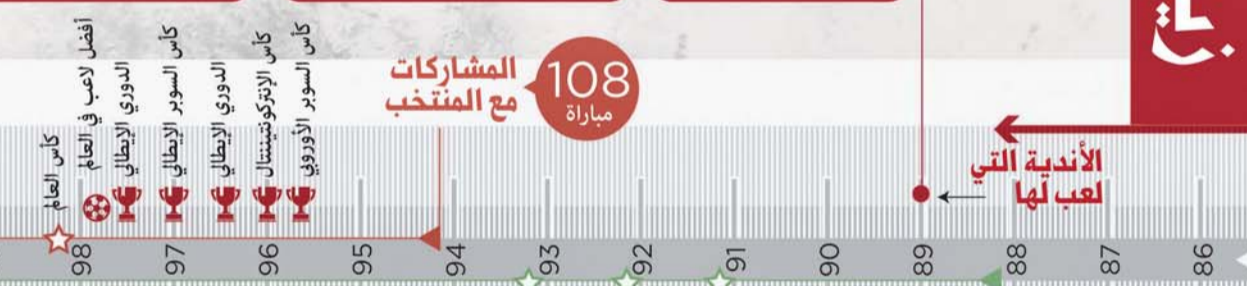 108
مباراة
المشاركات
مع المنتخب
الأندية التي
لعب لها
كأس السوبر الأوروبي
كأس الإنتركونتيننتال
الدوري الإيطالي
كأس السوبر الإيطالي
الدوري الإيطالي
أفضل لاعب في العالم
كأس العالم
86
87
88
89
90
91
92
93
94
95
96
97
98